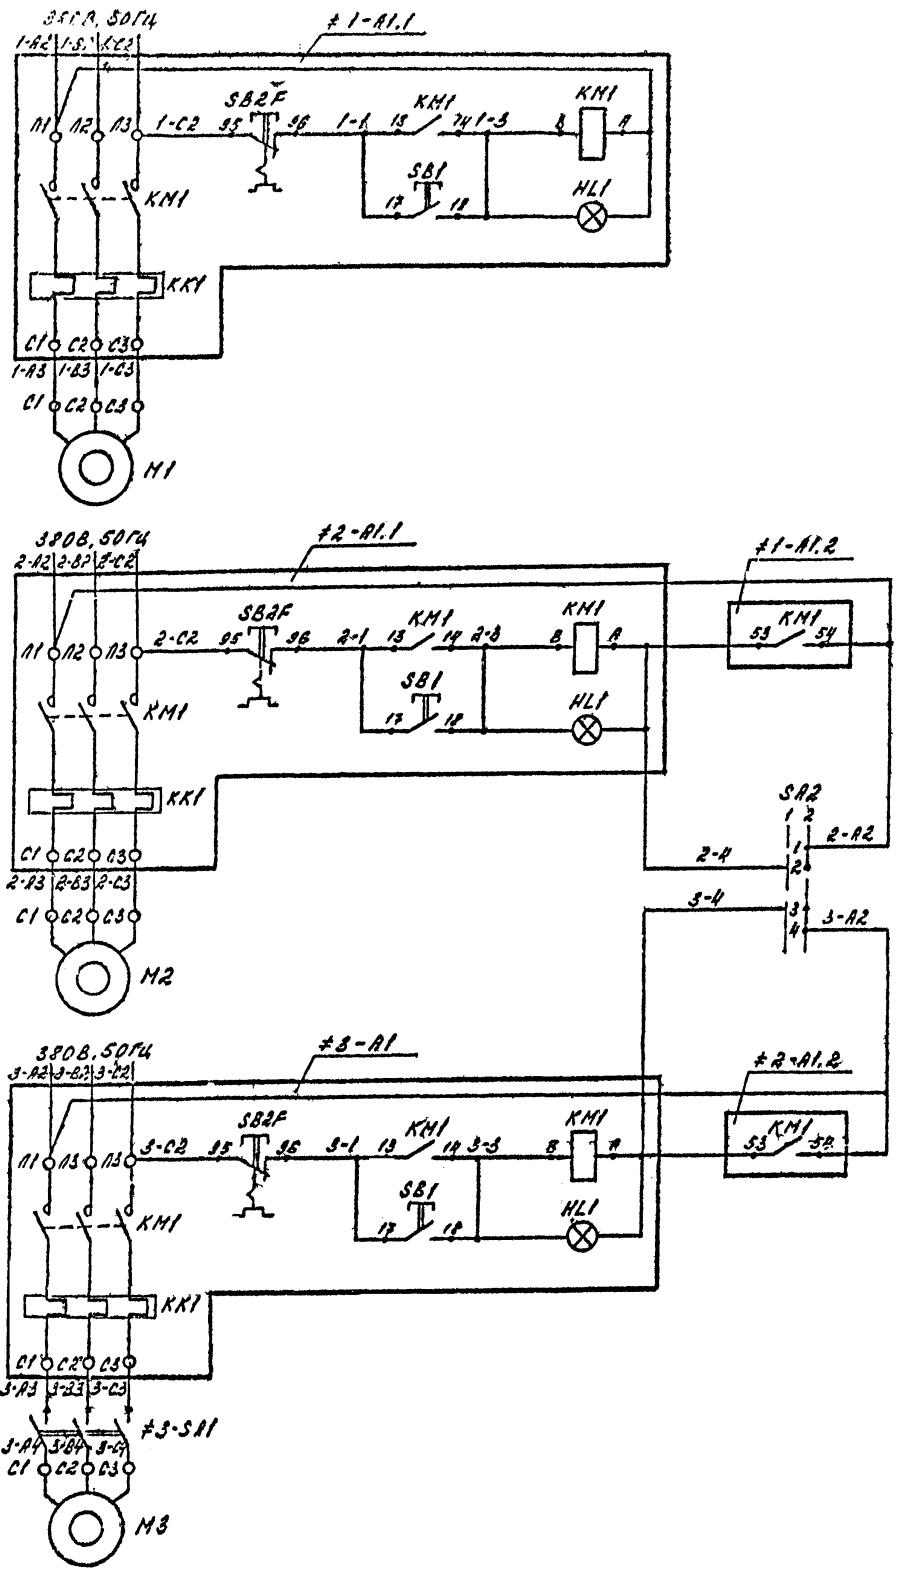 380В, 50Гц
≠1-А1.1
1-А2 1-В2 1-С2
SB2F
КМ1
КМ1
Л1 Л2 Л3 1-С2 95 96 1-1 13 14 1-3 В А
SB1
HL1
КМ1
17 18
КК1
С1 С2 С3
1-А3 1-В3 1-С3
С1 С2 С3
М1
380В, 50Гц
≠2-А1.1
≠1-А1.2
2-А2 2-В2 2-С2
SB2F
КМ1
КМ1
КМ1
Л1 Л2 Л3 2-С2 95 96 2-1 13 14 2-3 В А 53 54
SB1
HL1
КМ1
17 18
КК1
SA2
1 2
1 2-А2
С1 С2 С3
2-4 2
2-А3 2-В3 2-С3
3-4 3
С1 С2 С3
4 3-А2
М2
380В, 50Гц
≠3-А1
≠2-А1.2
3-А2 3-В2 3-С2
SB2F
КМ1
КМ1
КМ1
Л1 Л3 Л3 3-С2 95 96 3-1 13 14 3-3 В А 53 54
SB1
HL1
КМ1
17 18
КК1
С1 С2 С3
3-А3 3-В3 3-С3
≠3-SA1
3-А4 3-В4 3-С4
С1 С2 С3
М3